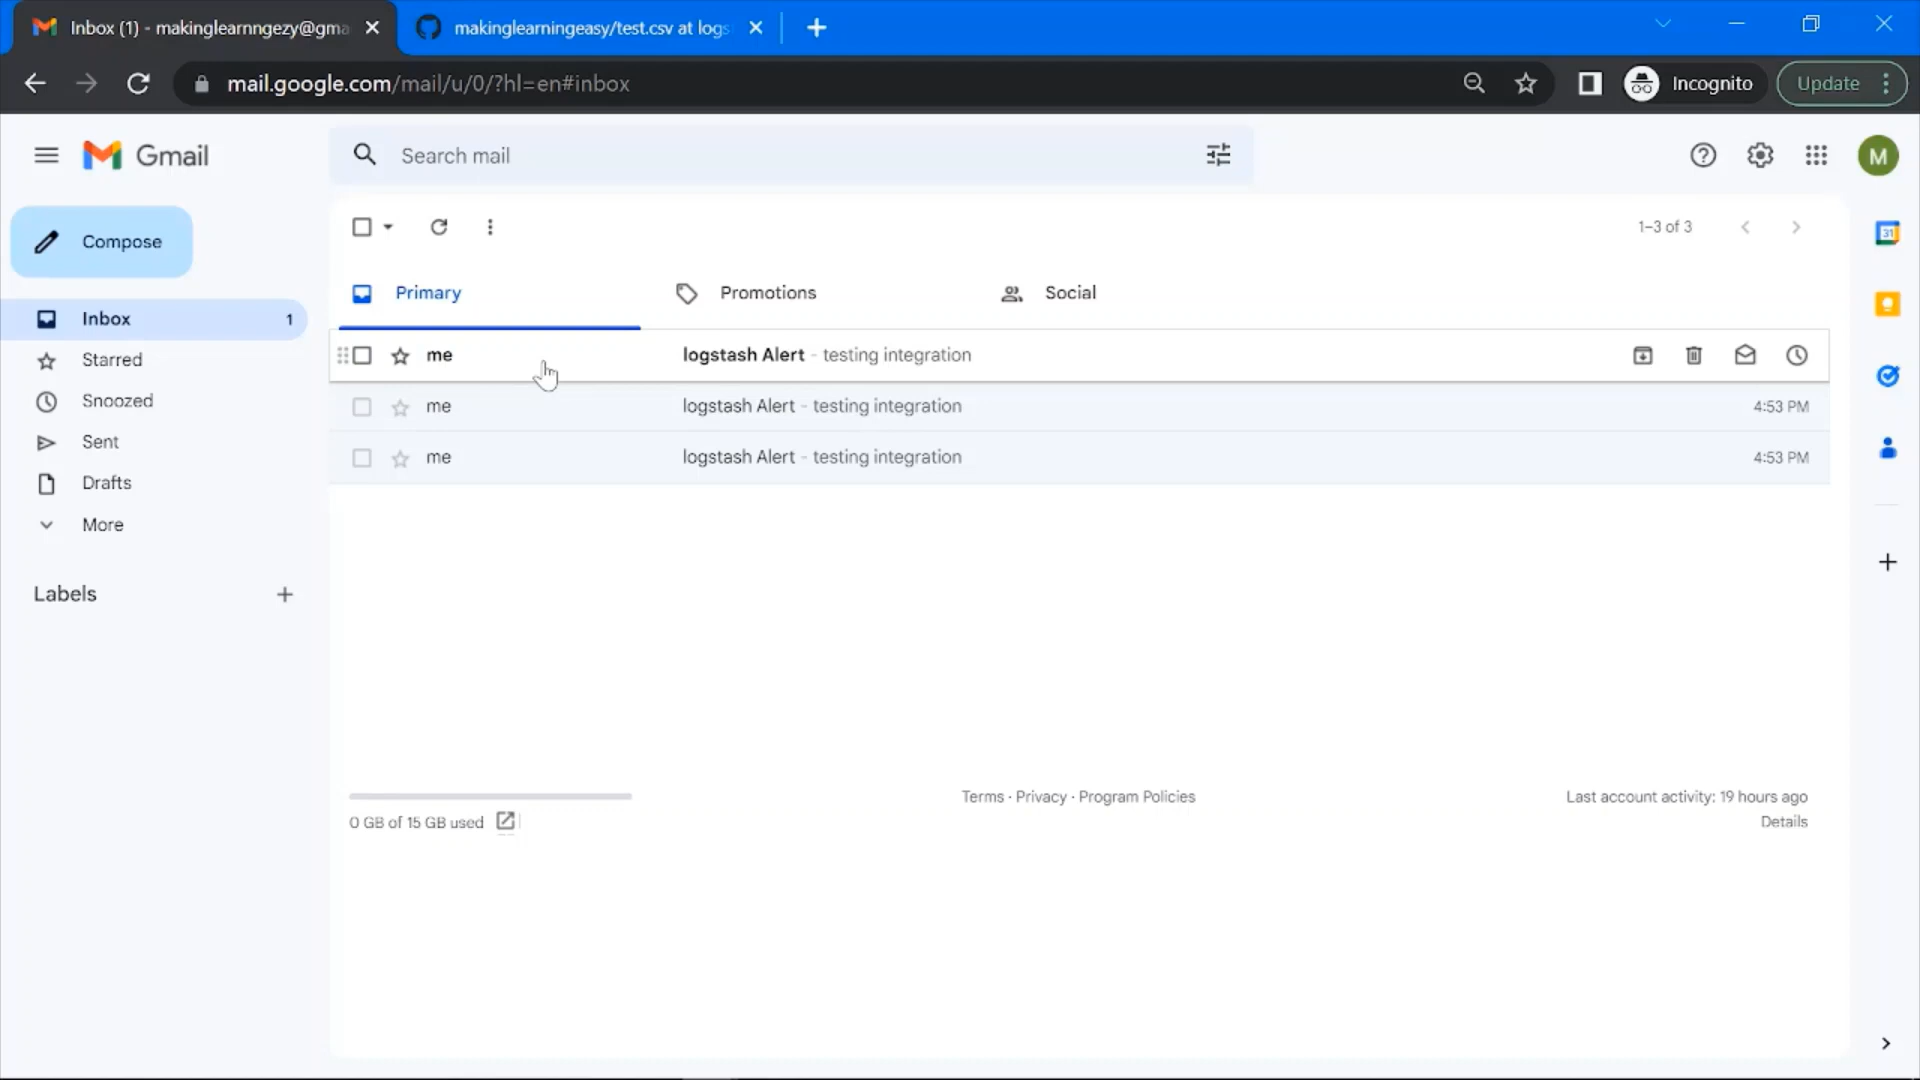 Inbox (1) - makinglearnngezy@gma
makinglearningeasy/test.csv at logs
mail.google.com/mail/u/0/?hl=en#inbox
Incognito
Update
Gmail
Search mail
M
Compose
1–3 of 3
31
Primary
Promotions
Social
Inbox 1
Starred
Snoozed
Sent
Drafts
More
Labels
me logstash Alert - testing integration
me logstash Alert - testing integration 4:53 PM
me logstash Alert - testing integration 4:53 PM
0 GB of 15 GB used
Terms · Privacy · Program Policies
Last account activity: 19 hours ago
Details